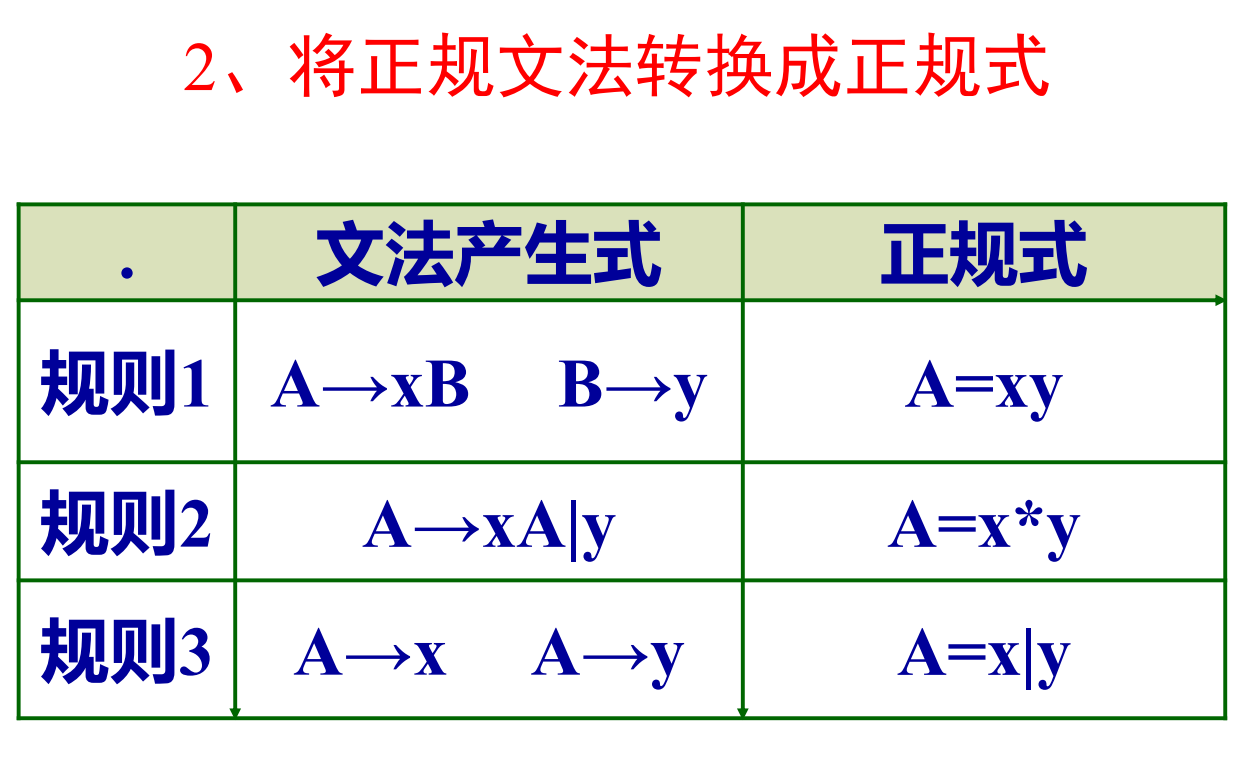 2、将正规文法转换成正规式
. 文法产生式 正规式
规则1 A→xB B→y A=xy
规则2 A→xA|y A=x*y
规则3 A→x A→y A=x|y